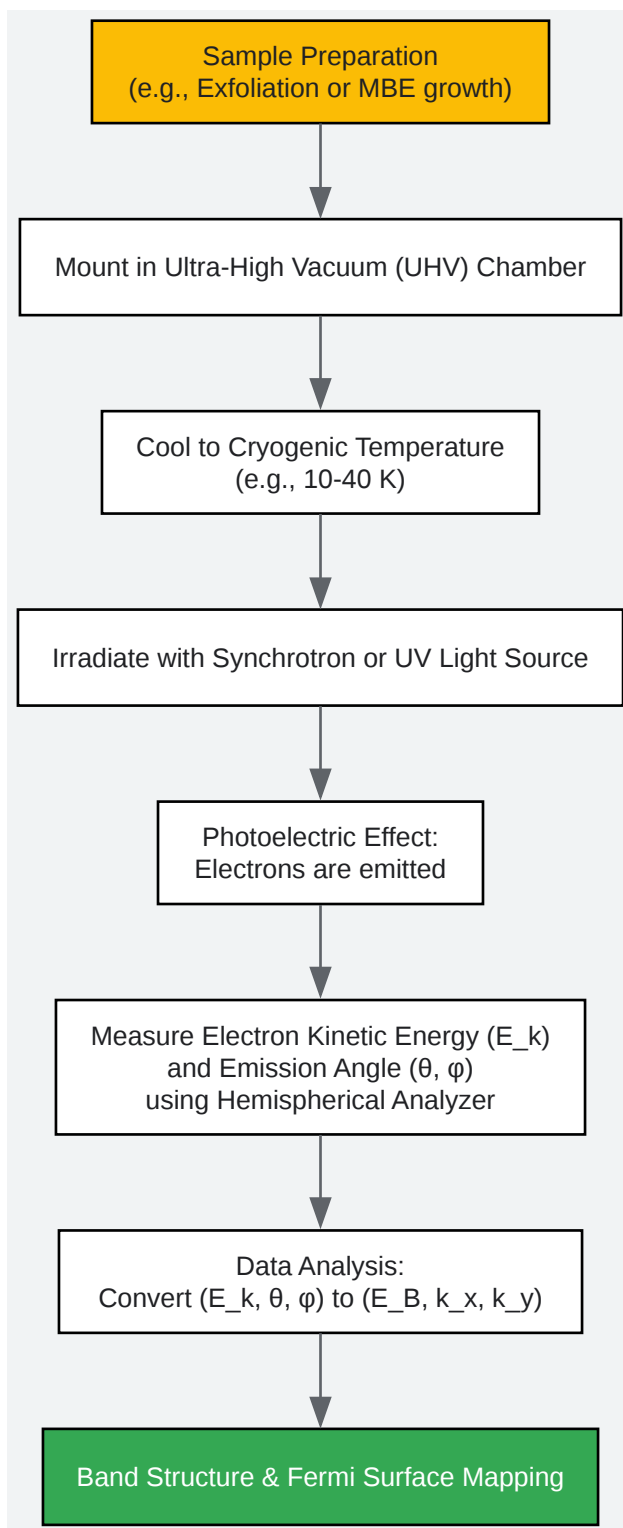 Sample Preparation
(e.g., Exfoliation or MBE growth)
Mount in Ultra-High Vacuum (UHV) Chamber
Cool to Cryogenic Temperature
(e.g., 10-40 K)
Irradiate with Synchrotron or UV Light Source
Photoelectric Effect:
Electrons are emitted
Measure Electron Kinetic Energy (E_k)
and Emission Angle (θ, φ)
using Hemispherical Analyzer
Data Analysis:
Convert (E_k, θ, φ) to (E_B, k_x, k_y)
Band Structure & Fermi Surface Mapping